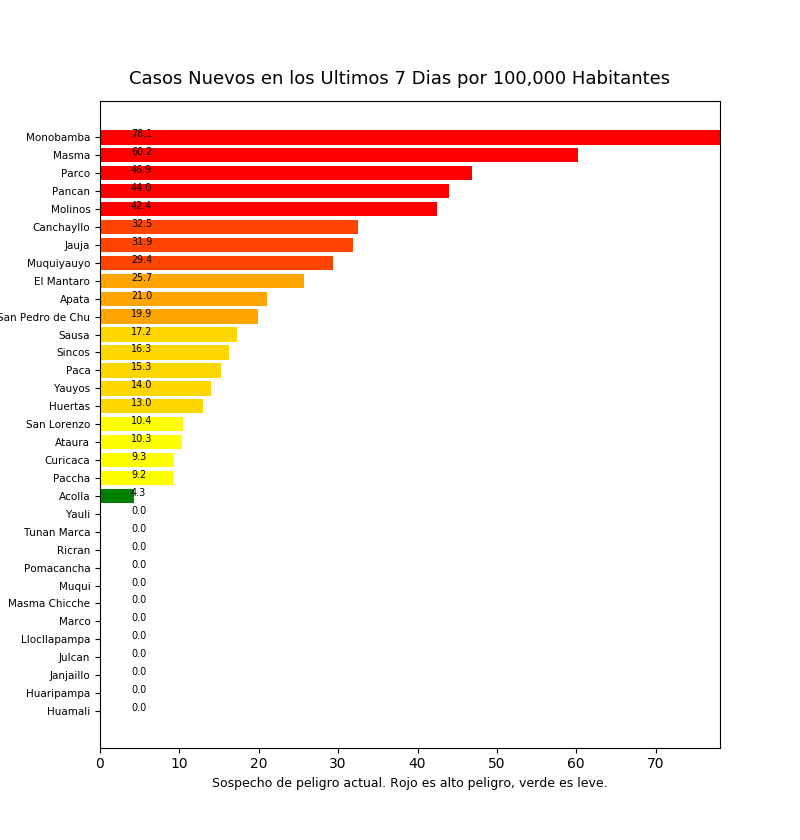 Casos Nuevos en los Ultimos 7 Dias por 100,000 Habitantes
Monobamba 78.1
Masma 60.2
Parco 46.9
Pancan 44.0
Molinos 42.4
Canchayllo 32.5
Jauja 31.9
Muquiyauyo 29.4
El Mantaro 25.7
Apata 21.0
San Pedro de Chu 19.9
Sausa 17.2
Sincos 16.3
Paca 15.3
Yauyos 14.0
Huertas 13.0
San Lorenzo 10.4
Ataura 10.3
Curicaca 9.3
Paccha 9.2
Acolla 4.3
Yauli 0.0
Tunan Marca 0.0
Ricran 0.0
Pomacancha 0.0
Muqui 0.0
Masma Chicche 0.0
Marco 0.0
Llocllapampa 0.0
Julcan 0.0
Janjaillo 0.0
Huaripampa 0.0
Huamali 0.0
0 10 20 30 40 50 60 70
Sospecho de peligro actual. Rojo es alto peligro, verde es leve.